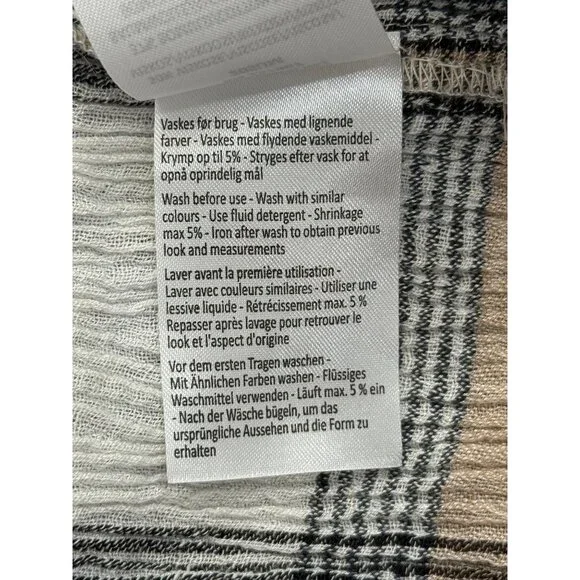 Vaskes før brug - Vaskes med lignende
farver - Vaskes med flydende vaskemiddel -
Krymp op til 5% - Stryges efter vask for at
opnå oprindelig mål
Wash before use - Wash with similar
colours - Use fluid detergent - Shrinkage
max 5% - Iron after wash to obtain previous
look and measurements
Laver avant la première utilisation -
Laver avec couleurs similaires - Utiliser une
lessive liquide - Rétrécissement max. 5 %
Repasser après lavage pour retrouver le
look et l'aspect d'origine
Vor dem ersten Tragen waschen -
Mit Ähnlichen Farben washen - Flüssiges
Waschmittel verwenden - Läuft max. 5 % ein
- Nach der Wäsche bügeln, um das
ursprüngliche Aussehen und die Form zu
erhalten